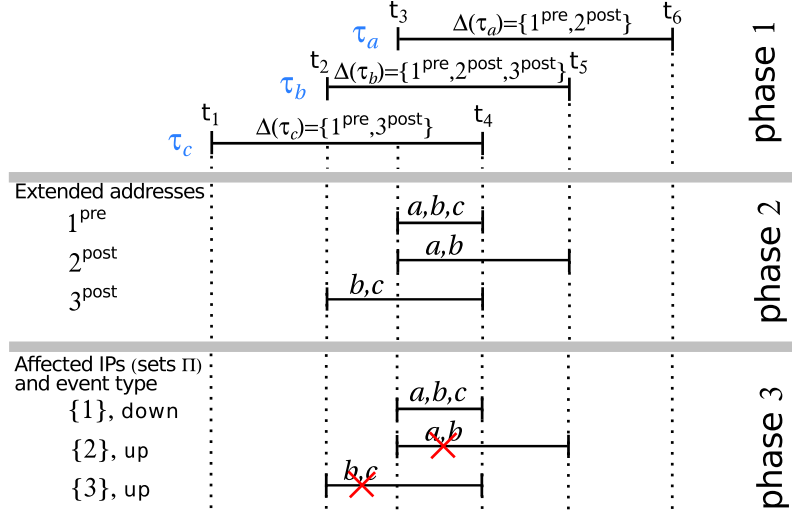 t3 t6
τa Δ(τa)={1pre,2post}
t2 Δ(τb)={1pre,2post,3post} t5
τb
t1 t4
τc Δ(τc)={1pre,3post}
phase 1
Extended addresses
1pre a,b,c
2post a,b
3post b,c
phase 2
Affected IPs (sets Π)
and event type
{1}, down a,b,c
{2}, up a,b
{3}, up b,c
phase 3